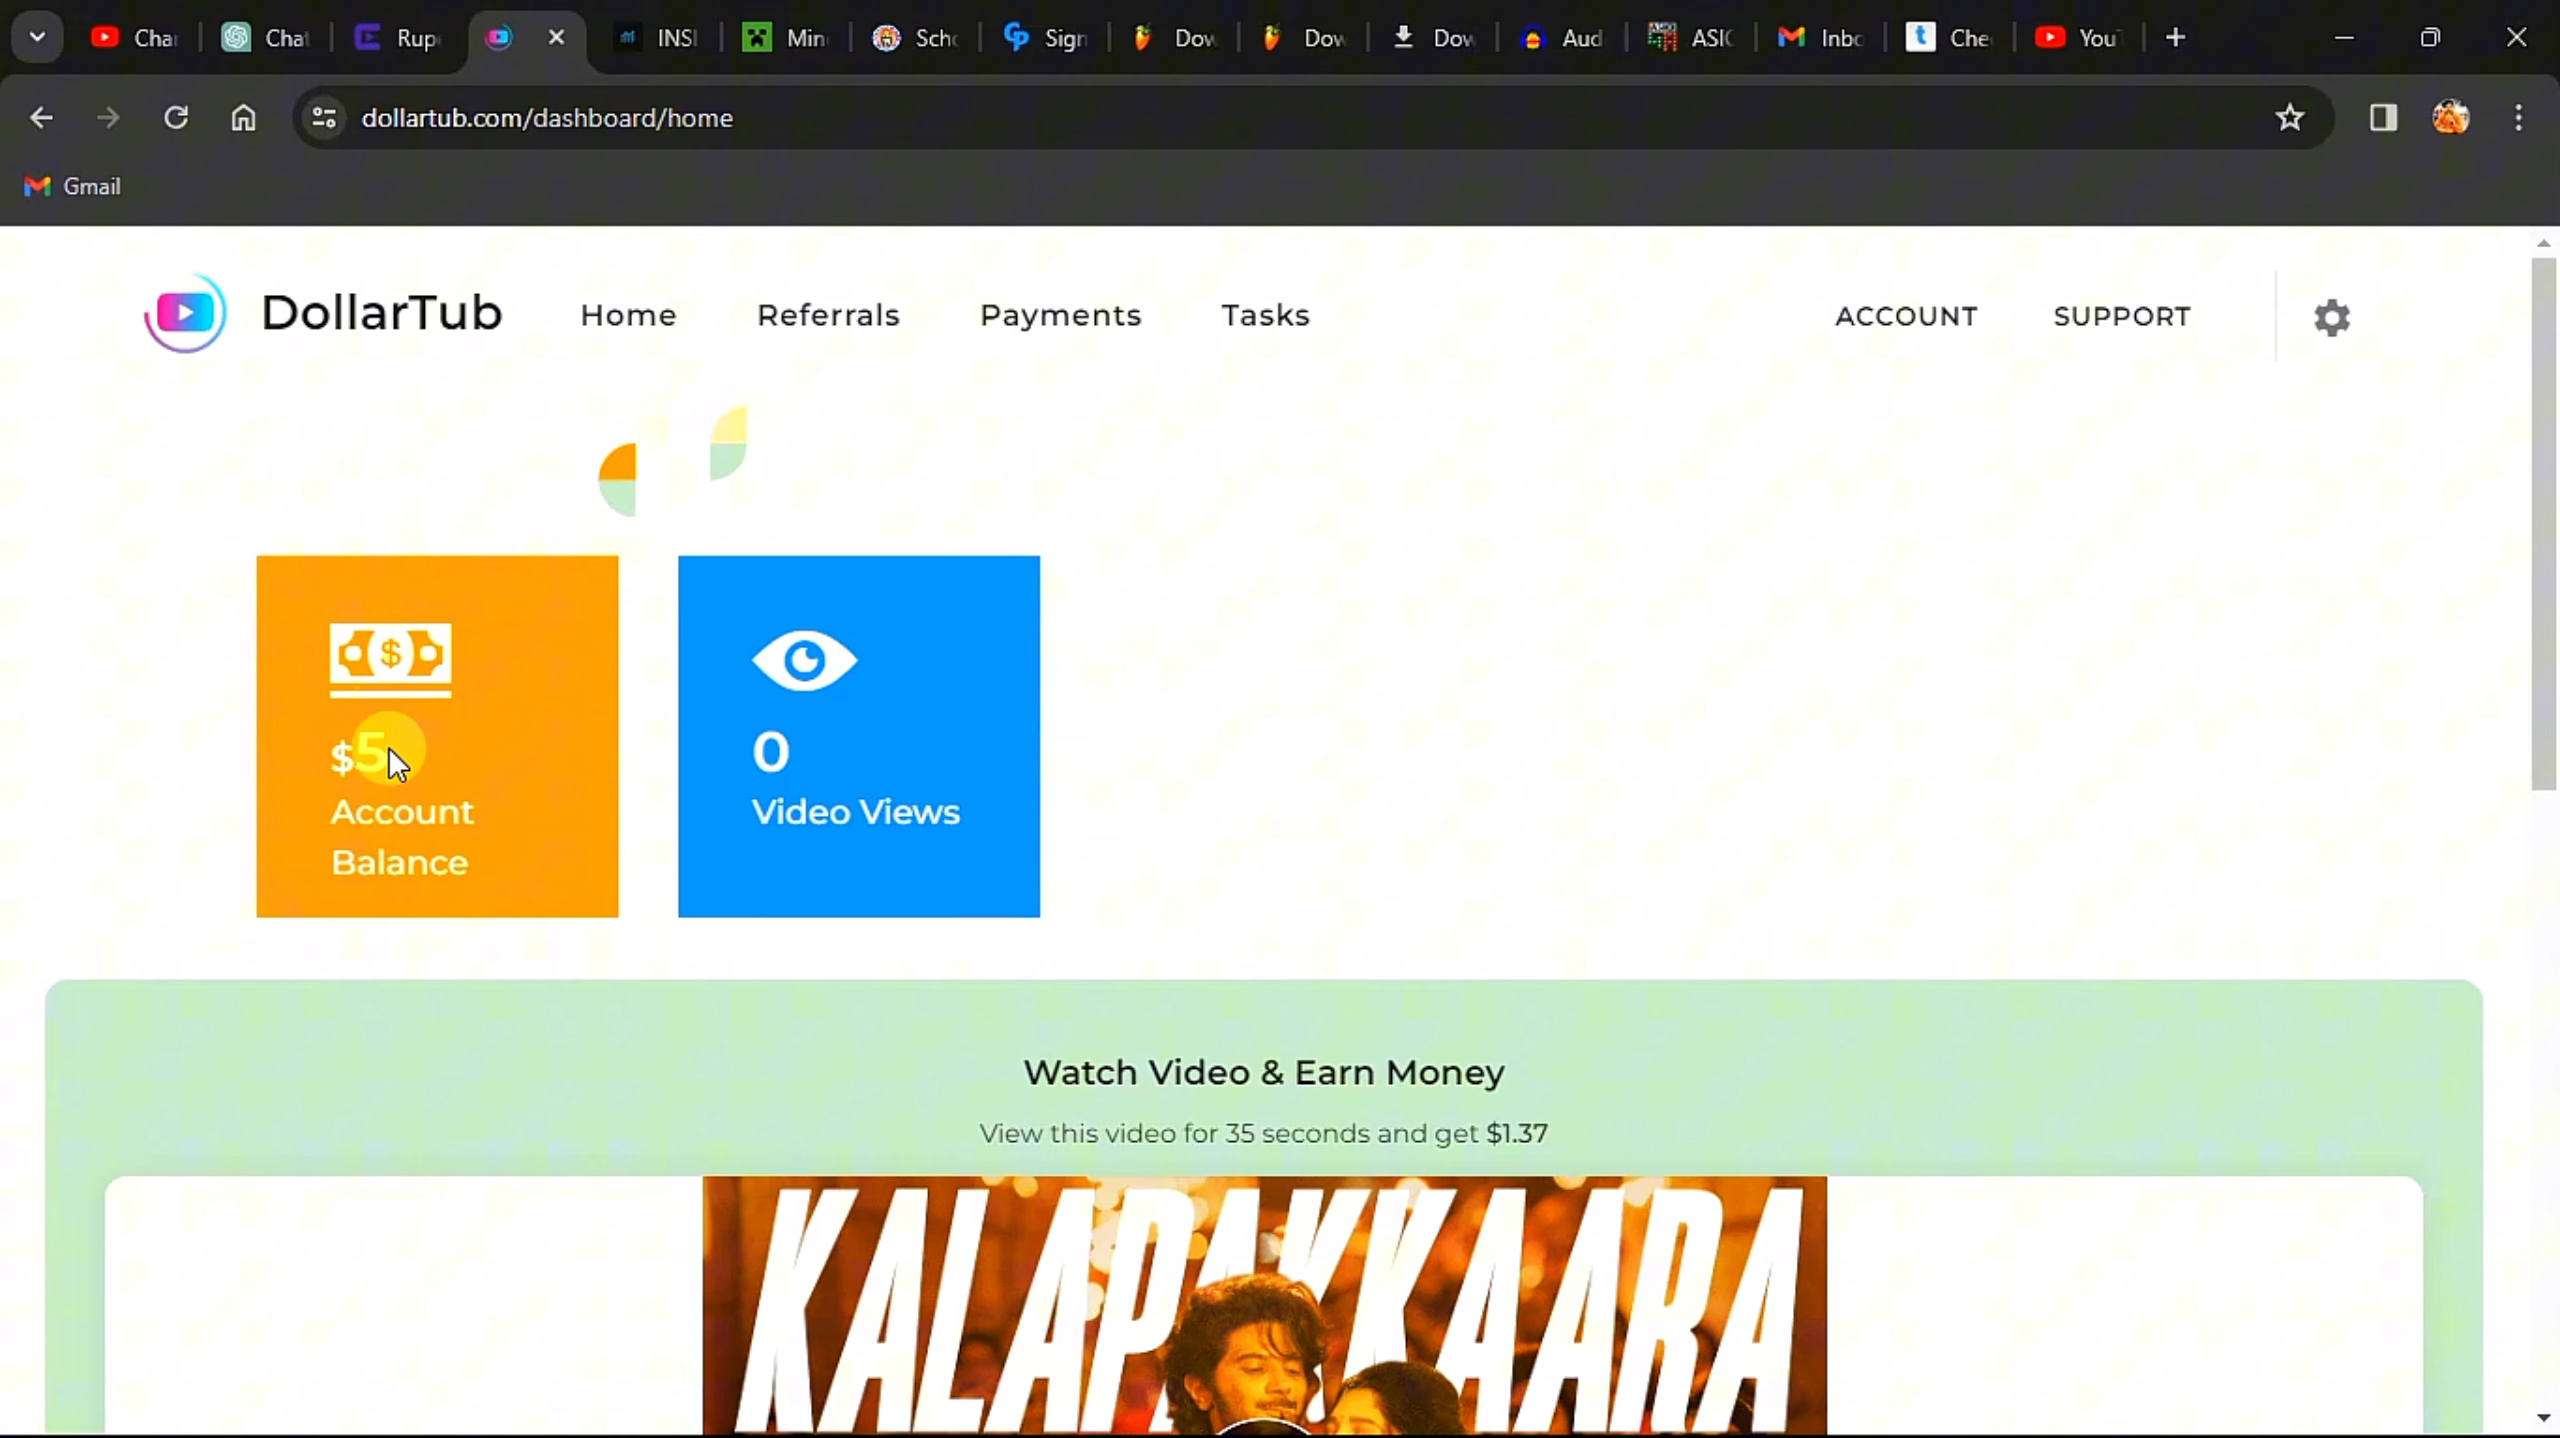 Cha
Chat
Rup
INSI
Min
Scho
Sign
Dow
Dow
Dow
Aud
ASIC
Inbo
Che
You
dollartub.com/dashboard/home
Gmail
DollarTub
Home
Referrals
Payments
Tasks
ACCOUNT
SUPPORT
$5
Account
Balance
0
Video Views
Watch Video & Earn Money
View this video for 35 seconds and get $1.37
KALAPAKKAARA